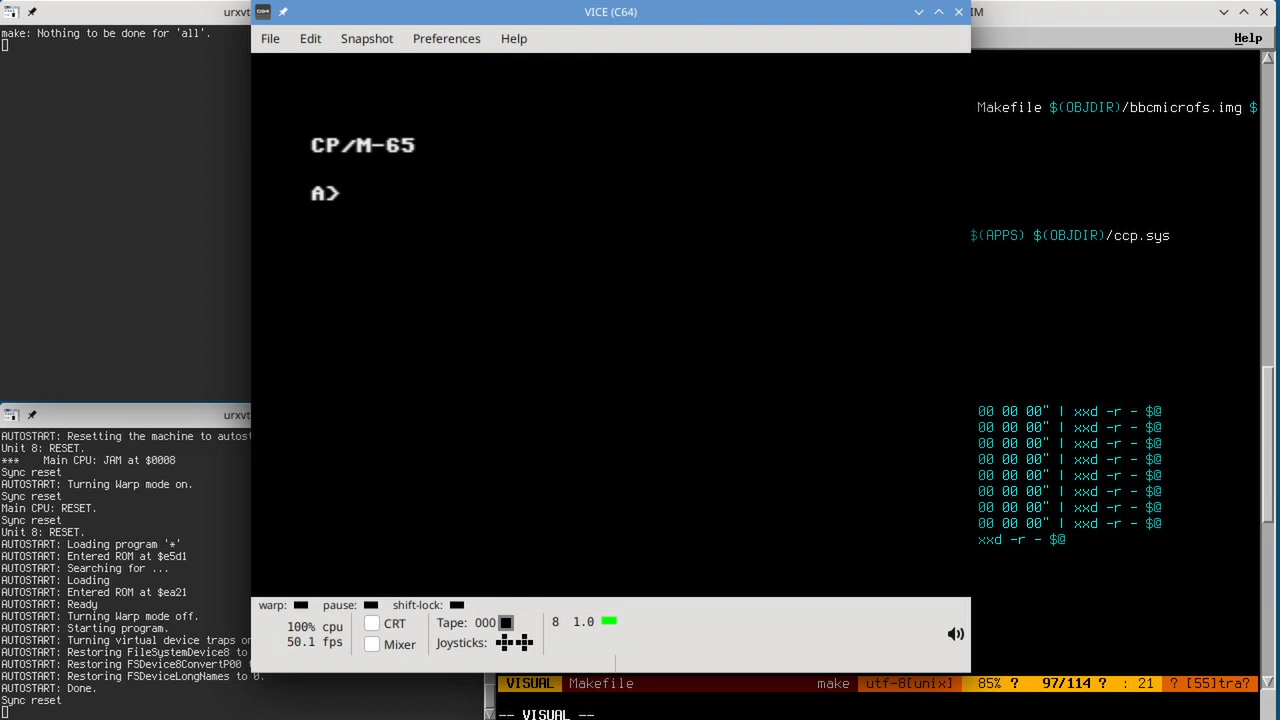 urxvt
make: Nothing to be done for 'all'.
C64
VICE (C64)
IM
File Edit Snapshot Preferences Help
Help
CP/M-65
A>
Makefile $(OBJDIR)/bbcmicrofs.img $
$(APPS) $(OBJDIR)/ccp.sys
00 00 00" | xxd -r - $@
00 00 00" | xxd -r - $@
00 00 00" | xxd -r - $@
00 00 00" | xxd -r - $@
00 00 00" | xxd -r - $@
00 00 00" | xxd -r - $@
00 00 00" | xxd -r - $@
00 00 00" | xxd -r - $@
xxd -r - $@
urxvt
AUTOSTART: Resetting the machine to autost
Unit 8: RESET.
*** Main CPU: JAM at $0008
Sync reset
AUTOSTART: Turning Warp mode on.
Sync reset
Main CPU: RESET.
Sync reset
Unit 8: RESET.
AUTOSTART: Loading program '*'
AUTOSTART: Entered ROM at $e5d1
AUTOSTART: Searching for ...
AUTOSTART: Loading
AUTOSTART: Entered ROM at $ea21
AUTOSTART: Ready
AUTOSTART: Turning Warp mode off.
AUTOSTART: Starting program.
AUTOSTART: Turning virtual device traps on
AUTOSTART: Restoring FileSystemDevice8 to
AUTOSTART: Restoring FSDevice8ConvertP00 t
AUTOSTART: Restoring FSDeviceLongNames to 0.
AUTOSTART: Done.
Sync reset
warp: pause: shift-lock:
100% cpu
50.1 fps
CRT
Mixer
Tape: 000
Joysticks:
8 1.0
VISUAL Makefile make utf-8[unix] 85% ? 97/114 ? : 21 ? [55]tra?
-- VISUAL --